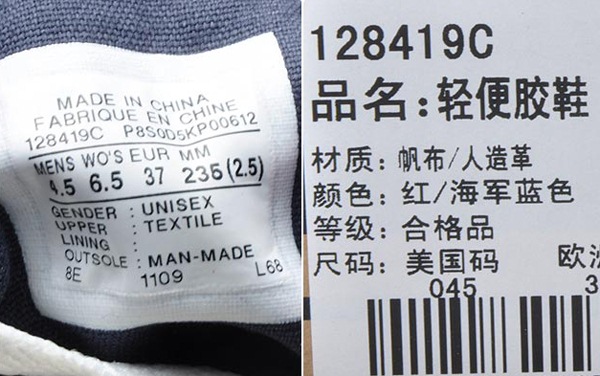 MADE IN CHINA
FABRIQUE EN CHINE
128419C P8S0D5KP00612
MENS WO'S EUR MM
4.5 6.5 37 235(2.5)
GENDER : UNISEX
UPPER : TEXTILE
LINING :
OUTSOLE : MAN-MADE
8E 1109 L68
128419C
品名:轻便胶鞋
材质:帆布/人造革
颜色:红/海军蓝色
等级:合格品
尺码:美国码 欧
045 3